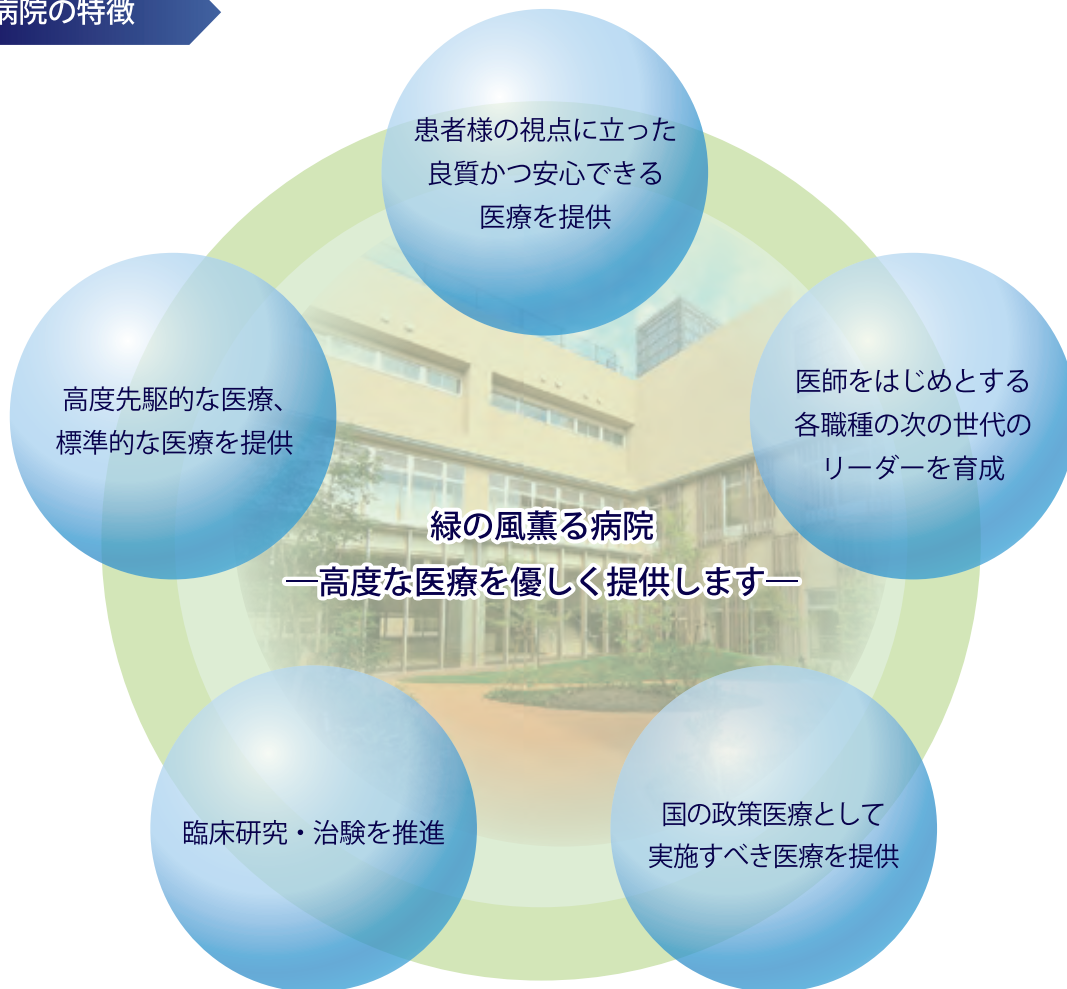 病院の特徴
患者様の視点に立った
良質かつ安心できる
医療を提供
高度先駆的な医療、
標準的な医療を提供
医師をはじめとする
各職種の次の世代の
リーダーを育成
緑の風薫る病院
―高度な医療を優しく提供します―
臨床研究・治験を推進
国の政策医療として
実施すべき医療を提供